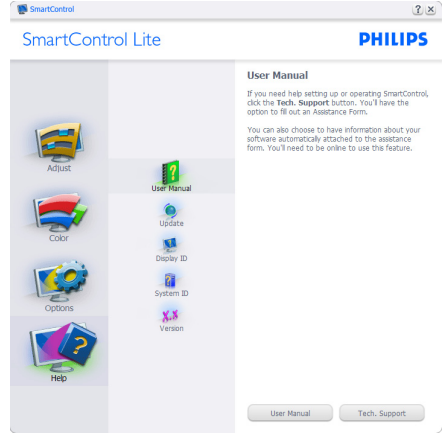 SmartControl
SmartControl Lite
PHILIPS
Adjust
Color
Options
Help
User Manual
Update
Display ID
System ID
X.X
Version
User Manual
If you need help setting up or operating SmartControl,
click the Tech. Support button. You'll have the
option to fill out an Assistance Form.
You can also choose to have information about your
software automatically attached to the assistance
form. You'll need to be online to use this feature.
User Manual
Tech. Support